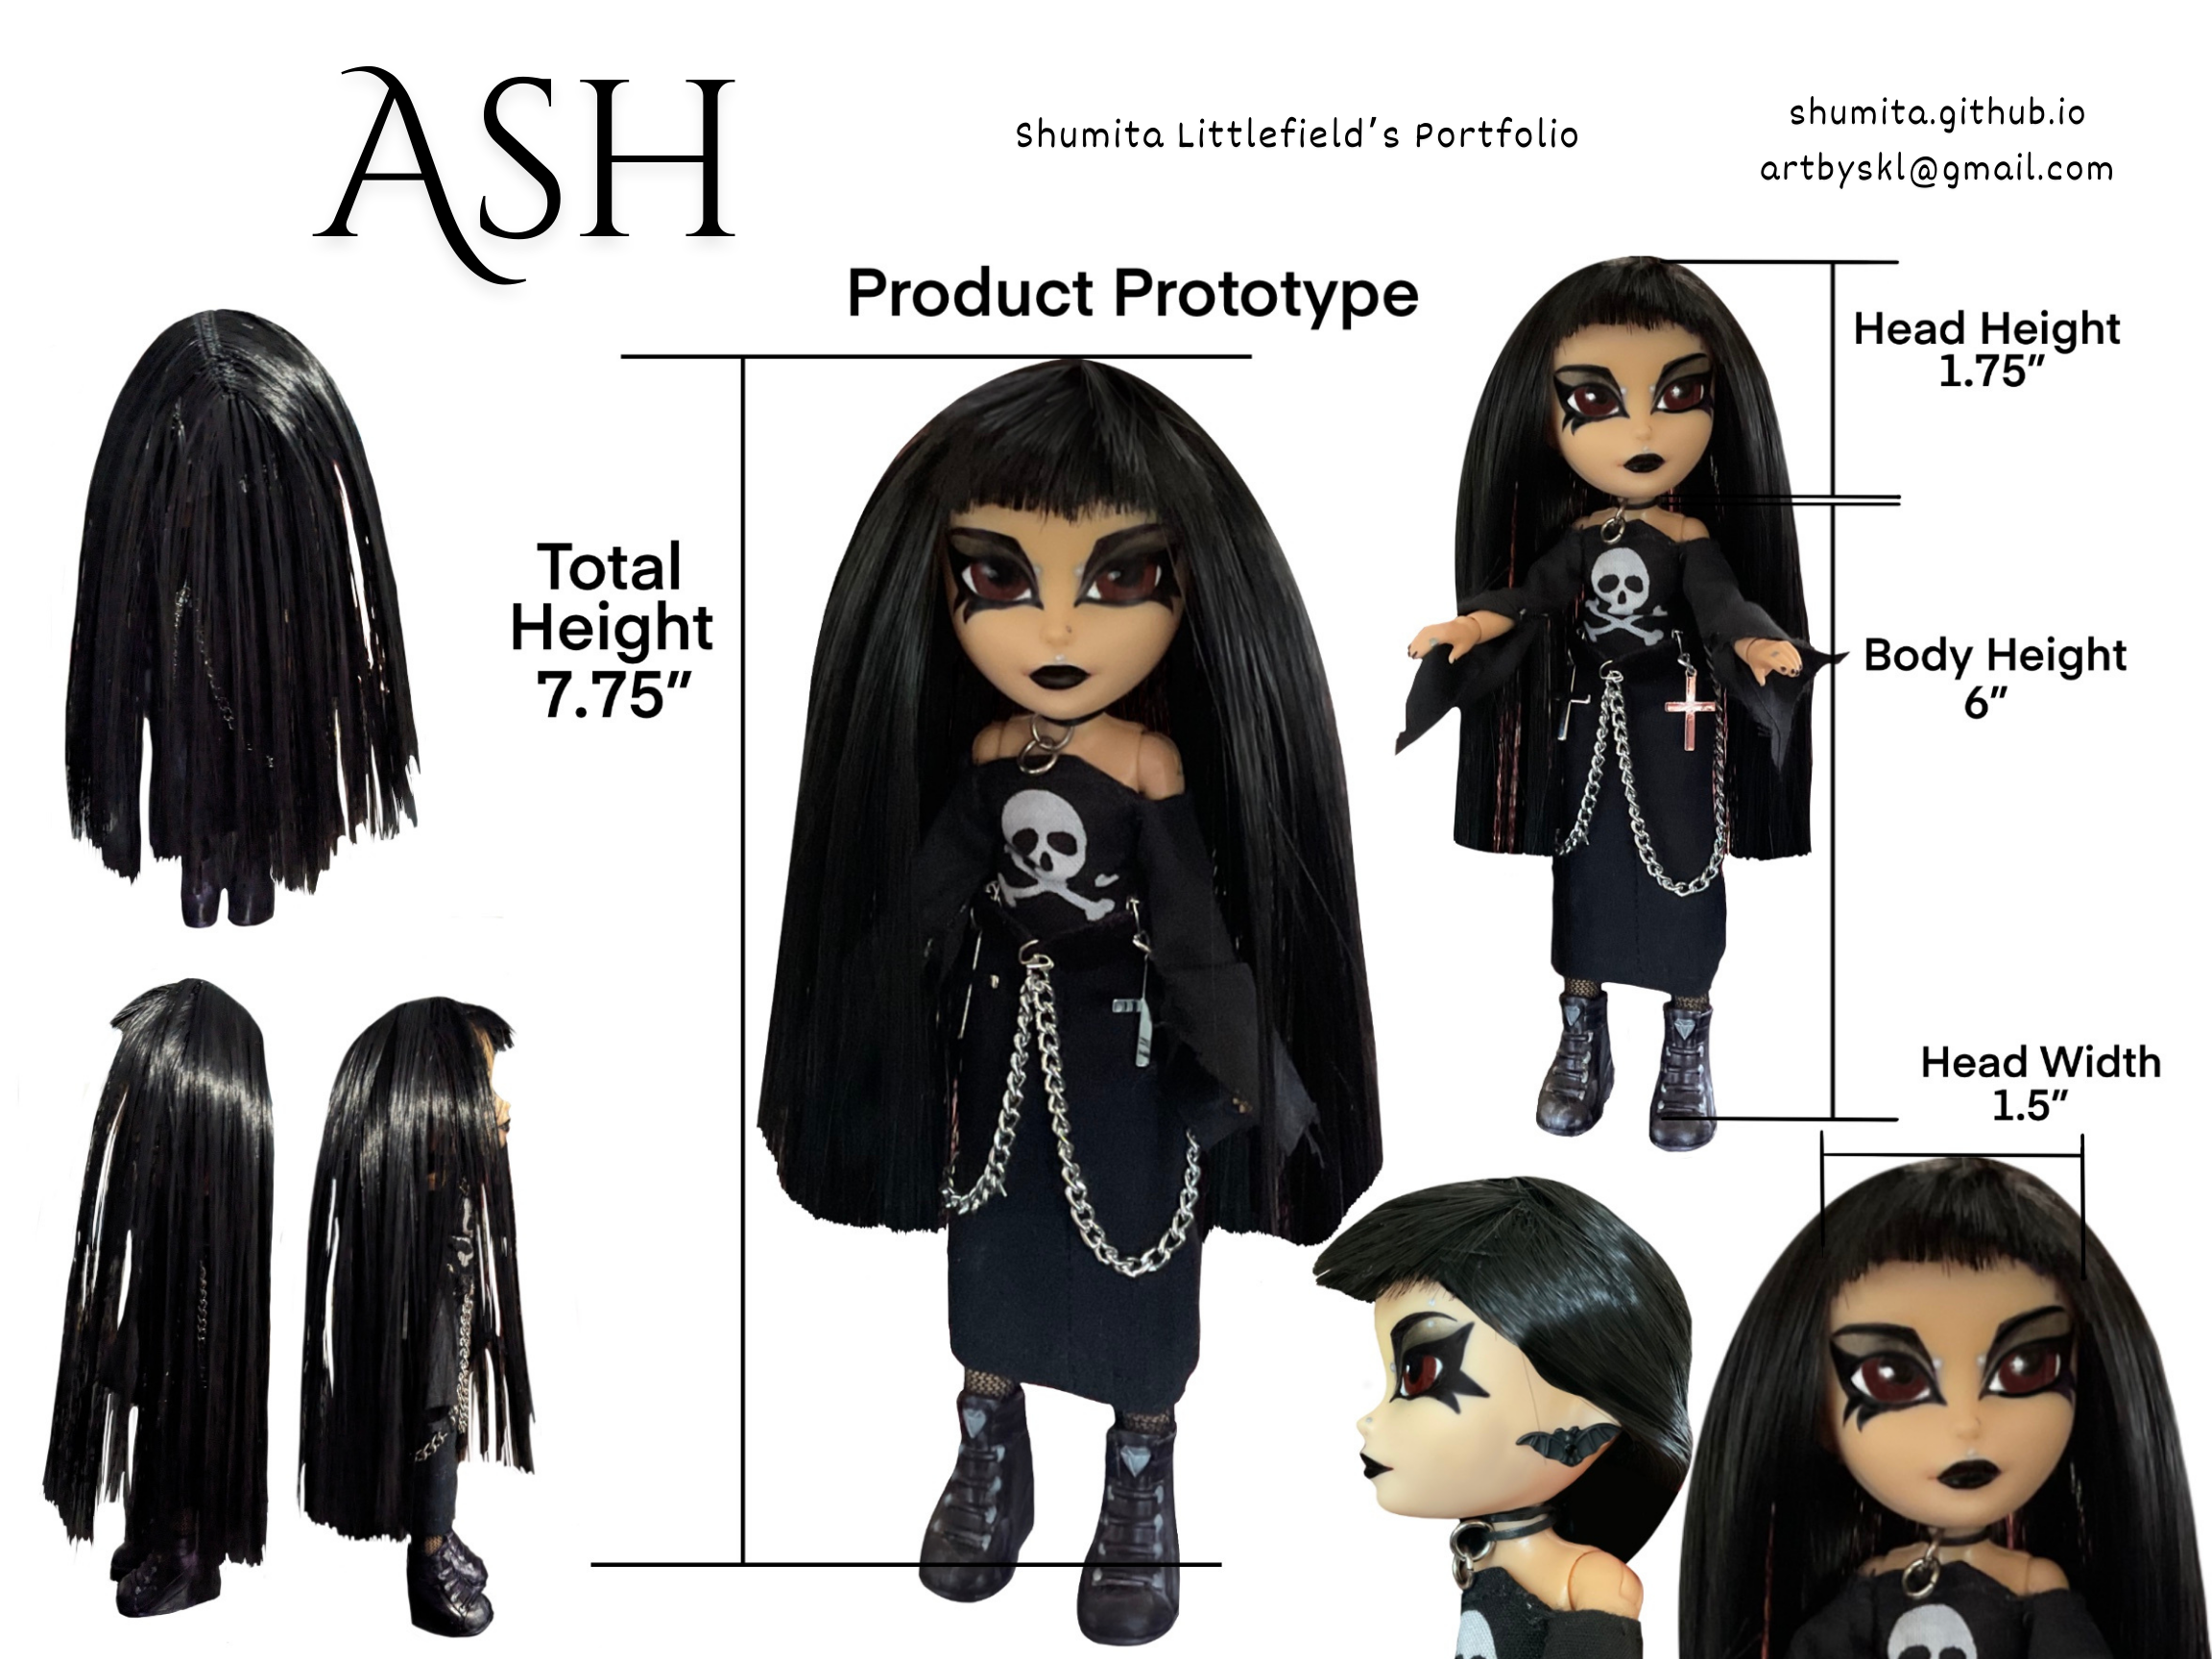 ASH
Shumita Littlefield’s Portfolio
shumita.github.io
artbyskl@gmail.com
Product Prototype
Head Height
1.75”
Total
Height
7.75”
Body Height
6”
Head Width
1.5”